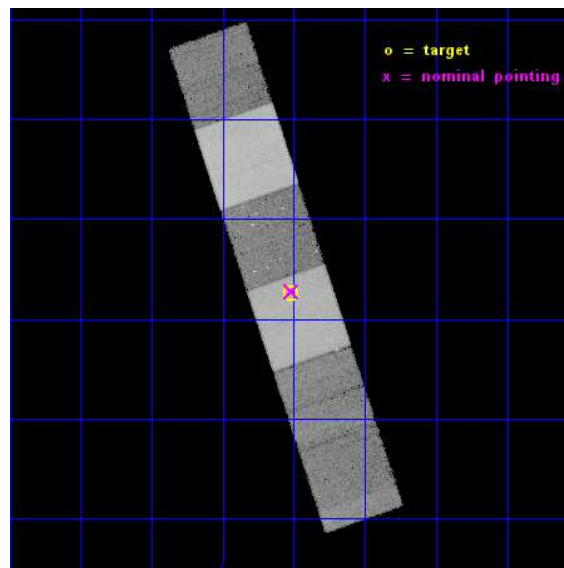 o = target
x = nominal pointing